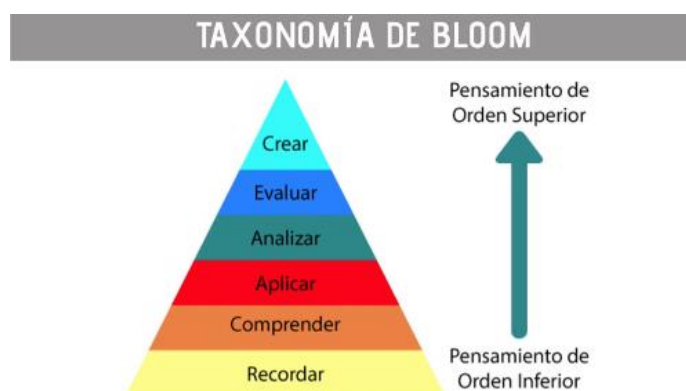 TAXONOMÍA DE BLOOM
Pensamiento de
Orden Superior
Crear
Evaluar
Analizar
Aplicar
Comprender
Recordar
Pensamiento de
Orden Inferior